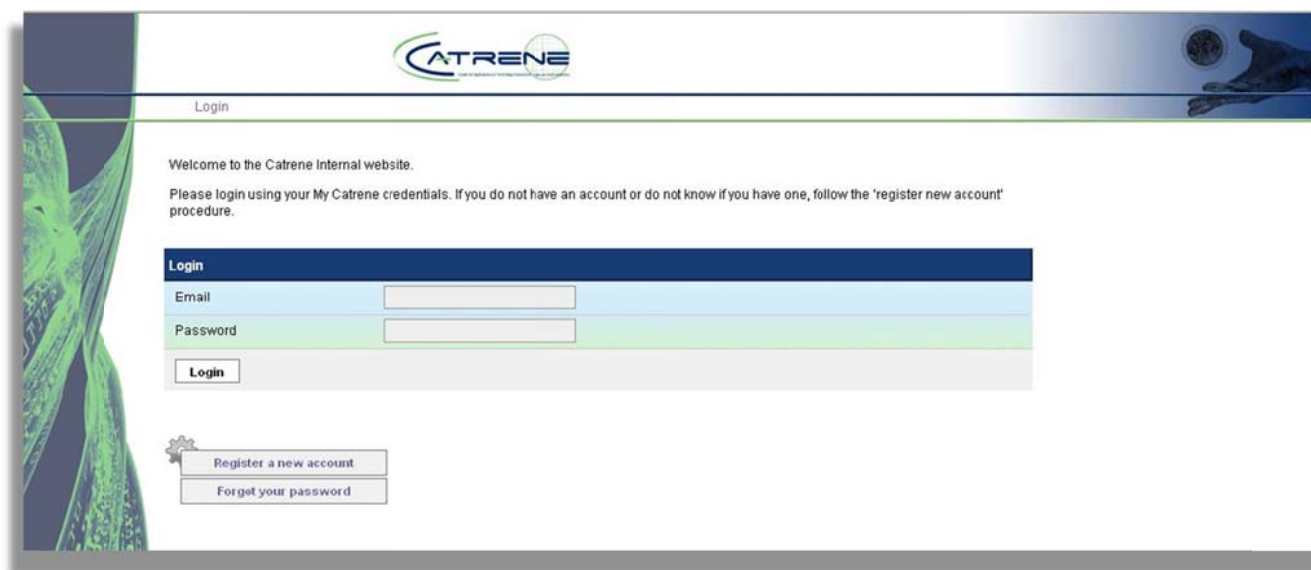 CATRENE
Login
Welcome to the Catrene Internal website.
Please login using your My Catrene credentials. If you do not have an account or do not know if you have one, follow the 'register new account'
procedure.
Login
Email
Password
Login
Register a new account
Forget your password